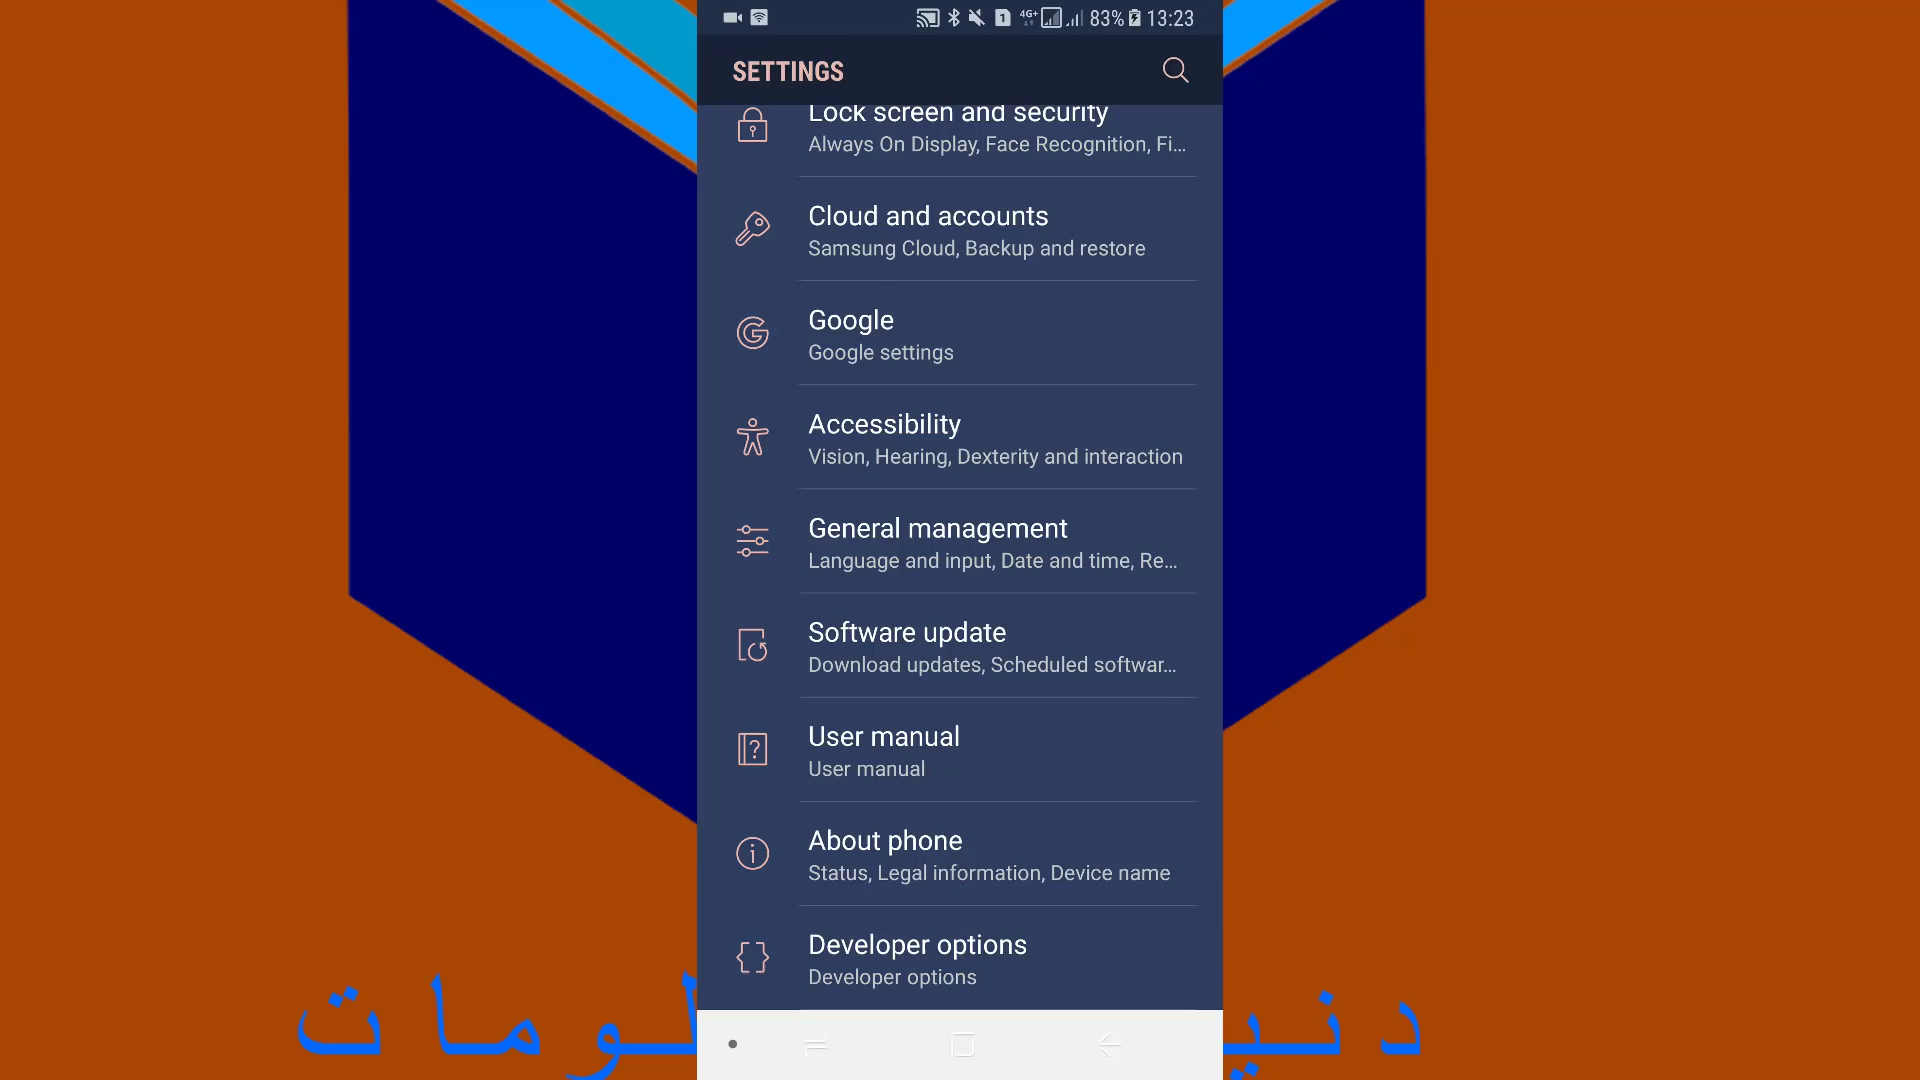 4G+ 1 83% 13:23
SETTINGS
Lock screen and security
Always On Display, Face Recognition, Fi...
Cloud and accounts
Samsung Cloud, Backup and restore
Google
Google settings
Accessibility
Vision, Hearing, Dexterity and interaction
General management
Language and input, Date and time, Re...
Software update
Download updates, Scheduled softwar...
User manual
User manual
About phone
Status, Legal information, Device name
Developer options
Developer options